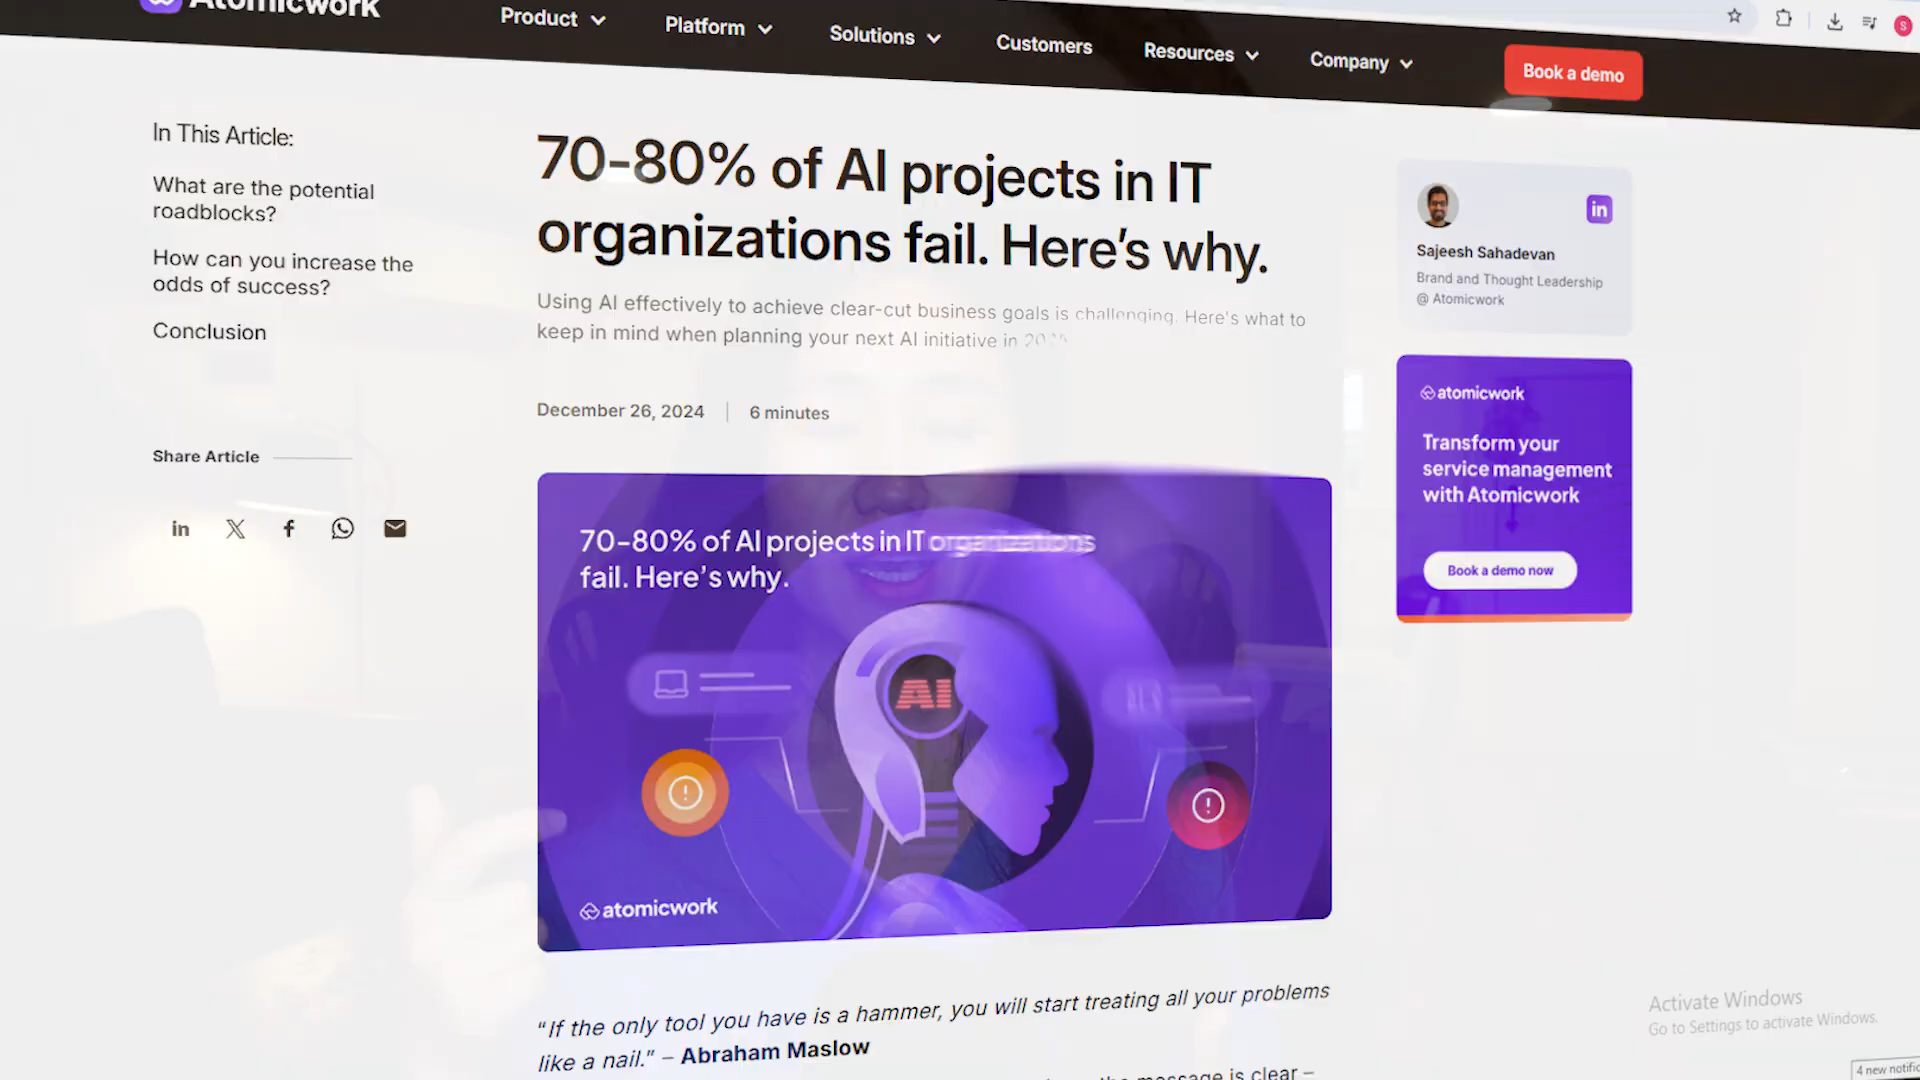 Atomicwork
Product
Platform
Solutions
Customers
Resources
Company
Book a demo
S
In This Article:
What are the potential
roadblocks?
How can you increase the
odds of success?
Conclusion
Share Article
70-80% of AI projects in IT
organizations fail. Here's why.
Using AI effectively to achieve clear-cut business goals is challenging. Here's what to
keep in mind when planning your next AI initiative in
December 26, 2024
6 minutes
Sajeesh Sahadevan
Brand and Thought Leadership
@ Atomicwork
atomicwork
Transform your
service management
with Atomicwork
Book a demo now
70-80% of AI projects in IT organizations
fail. Here's why.
AI
atomicwork
"If the only tool you have is a hammer, you will start treating all your problems
like a nail." – Abraham Maslow
message is clear –
Activate Windows
Go to Settings to activate Windows.
4 new